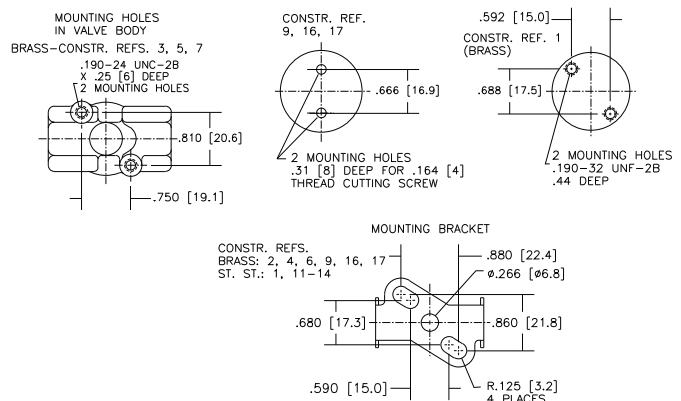 MOUNTING HOLES
IN VALVE BODY
BRASS-CONSTR. REFS. 3, 5, 7
.190-24 UNC-2B
X .25 [6] DEEP
2 MOUNTING HOLES
.810 [20.6]
.750 [19.1]
CONSTR. REF.
9, 16, 17
.666 [16.9]
2 MOUNTING HOLES
.31 [8] DEEP FOR .164 [4]
THREAD CUTTING SCREW
.592 [15.0]
CONSTR. REF. 1
(BRASS)
.688 [17.5]
2 MOUNTING HOLES
.190-32 UNF-2B
.44 DEEP
MOUNTING BRACKET
CONSTR. REFS.
BRASS: 2, 4, 6, 9, 16, 17
ST. ST.: 1, 11-14
.880 [22.4]
ø.266 [ø6.8]
.680 [17.3]
.860 [21.8]
.590 [15.0]
R.125 [3.2]
4 PLACES